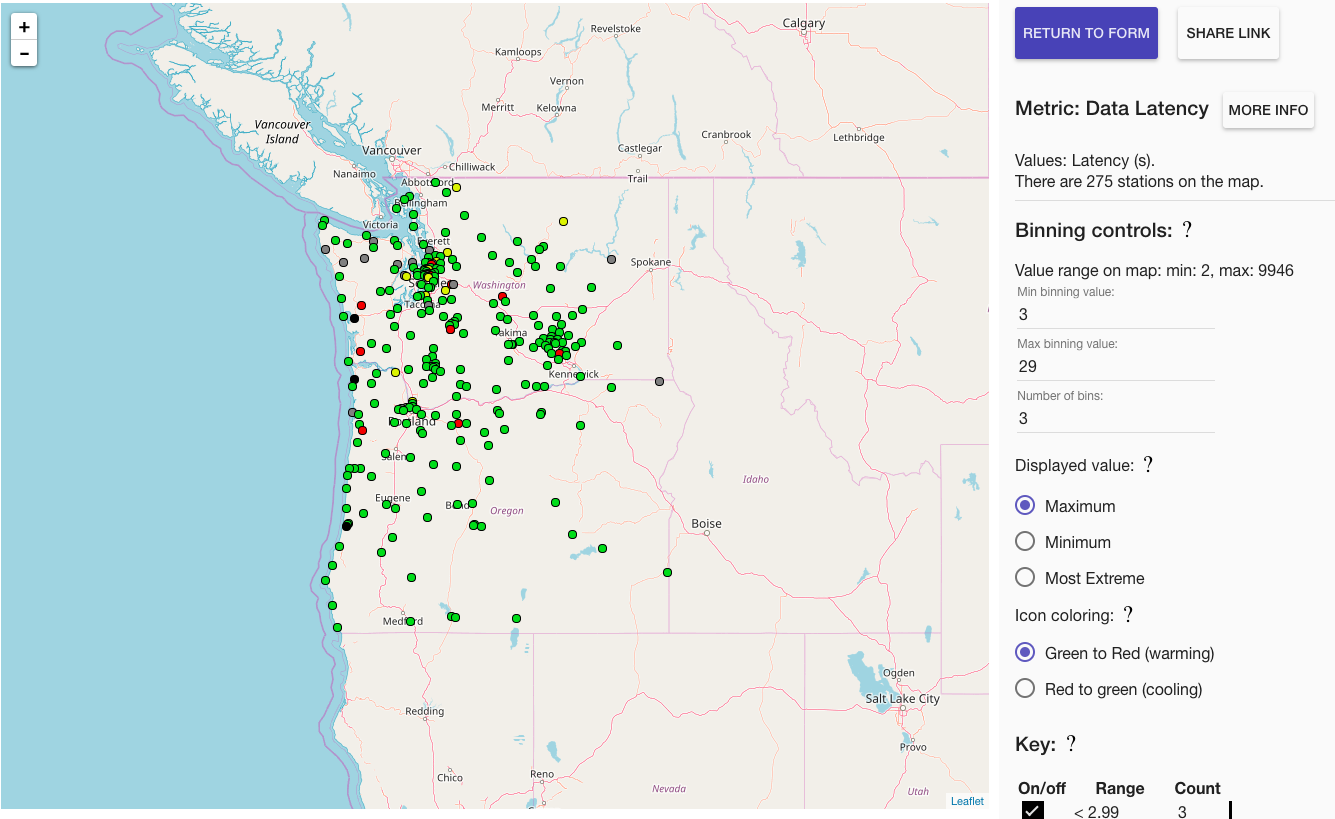 +
−
Calgary
Revelstoke
Kamloops
Vernon
Merritt
Kelowna
Vancouver
Island
Cranbrook
Lethbridge
Vancouver
Castlegar
Chilliwack
Nanaimo
Trail
Abbotsford
Bellingham
Victoria
Everett
Spokane
Washington
Tacoma
Yakima
Kennewick
Portland
Salem
Idaho
Eugene
Bend
Oregon
Boise
Medford
Ogden
Salt Lake City
Redding
Provo
Chico
Reno
Nevada
Utah
Leaflet
RETURN TO FORM
SHARE LINK
Metric: Data Latency
MORE INFO
Values: Latency (s).
There are 275 stations on the map.
Binning controls: ?
Value range on map: min: 2, max: 9946
Min binning value:
3
Max binning value:
29
Number of bins:
3
Displayed value: ?
Maximum
Minimum
Most Extreme
Icon coloring: ?
Green to Red (warming)
Red to green (cooling)
Key: ?
On/off Range Count
< 2.99 3